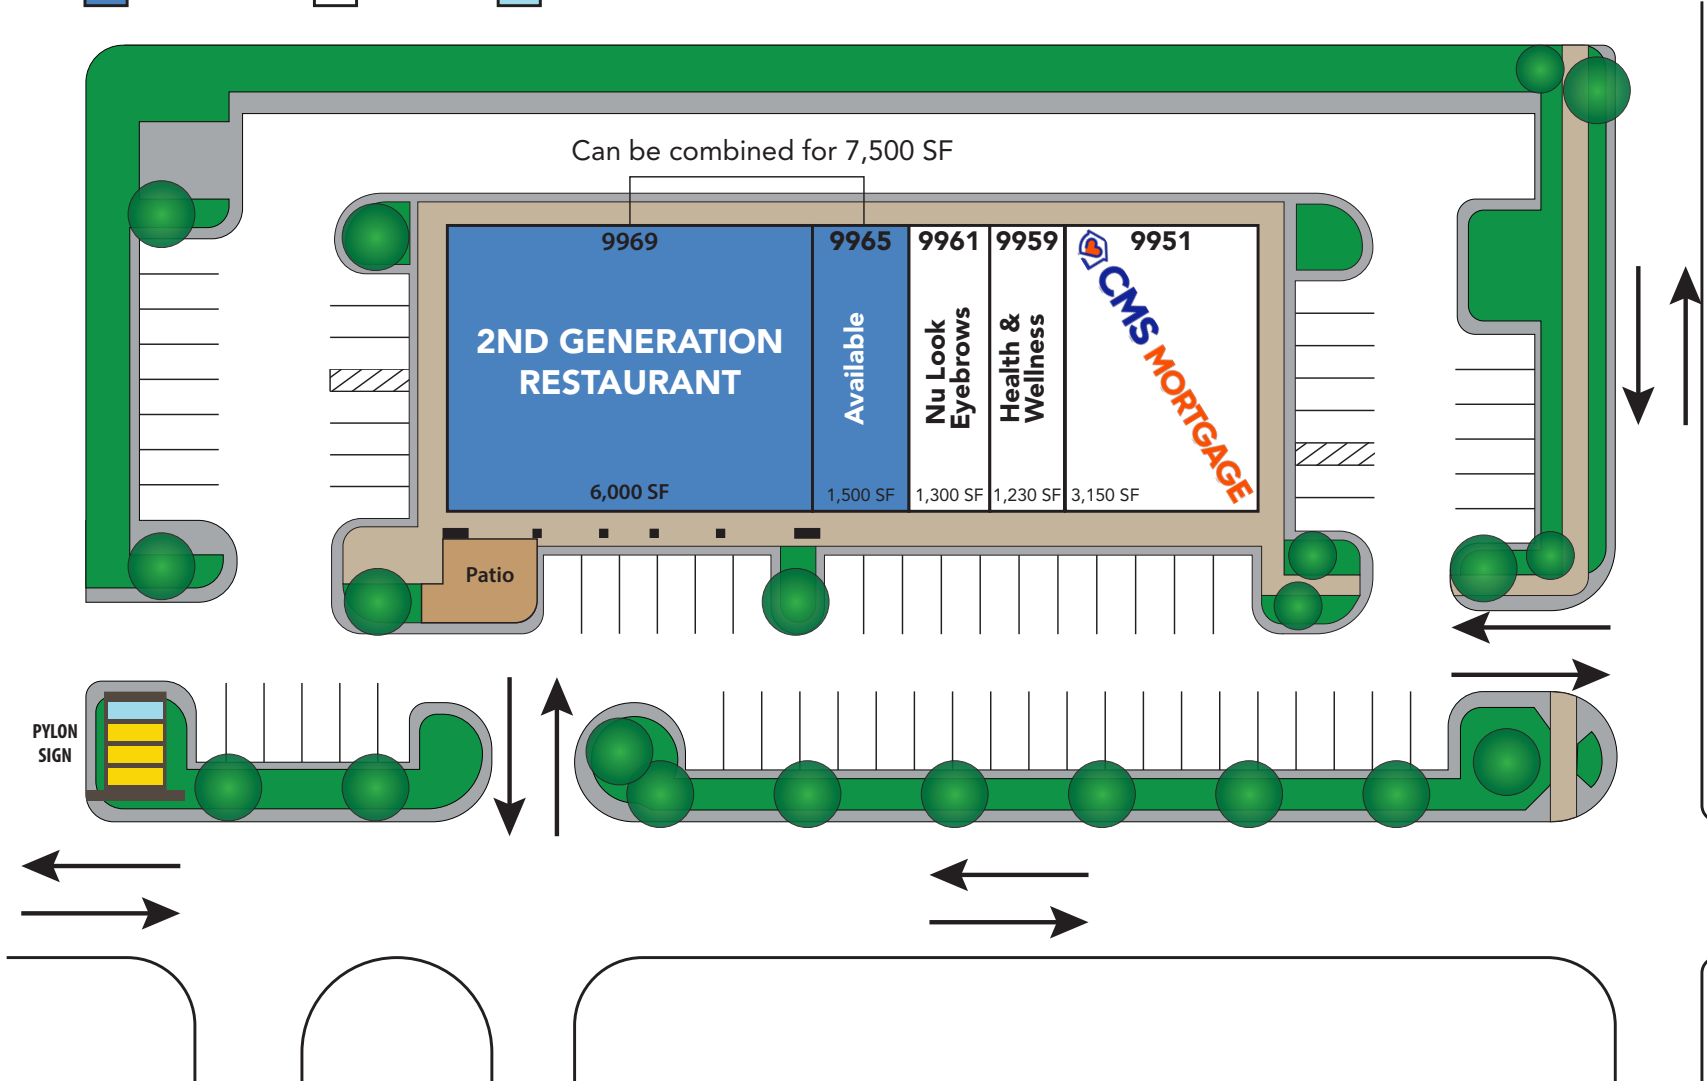 Can be combined for 7,500 SF
9969
9965
9961
9959
9951
2ND GENERATION
RESTAURANT
Available
Nu Look
Eyebrows
Health &
Wellness
CMS MORTGAGE
6,000 SF
1,500 SF
1,300 SF
1,230 SF
3,150 SF
Patio
PYLON
SIGN